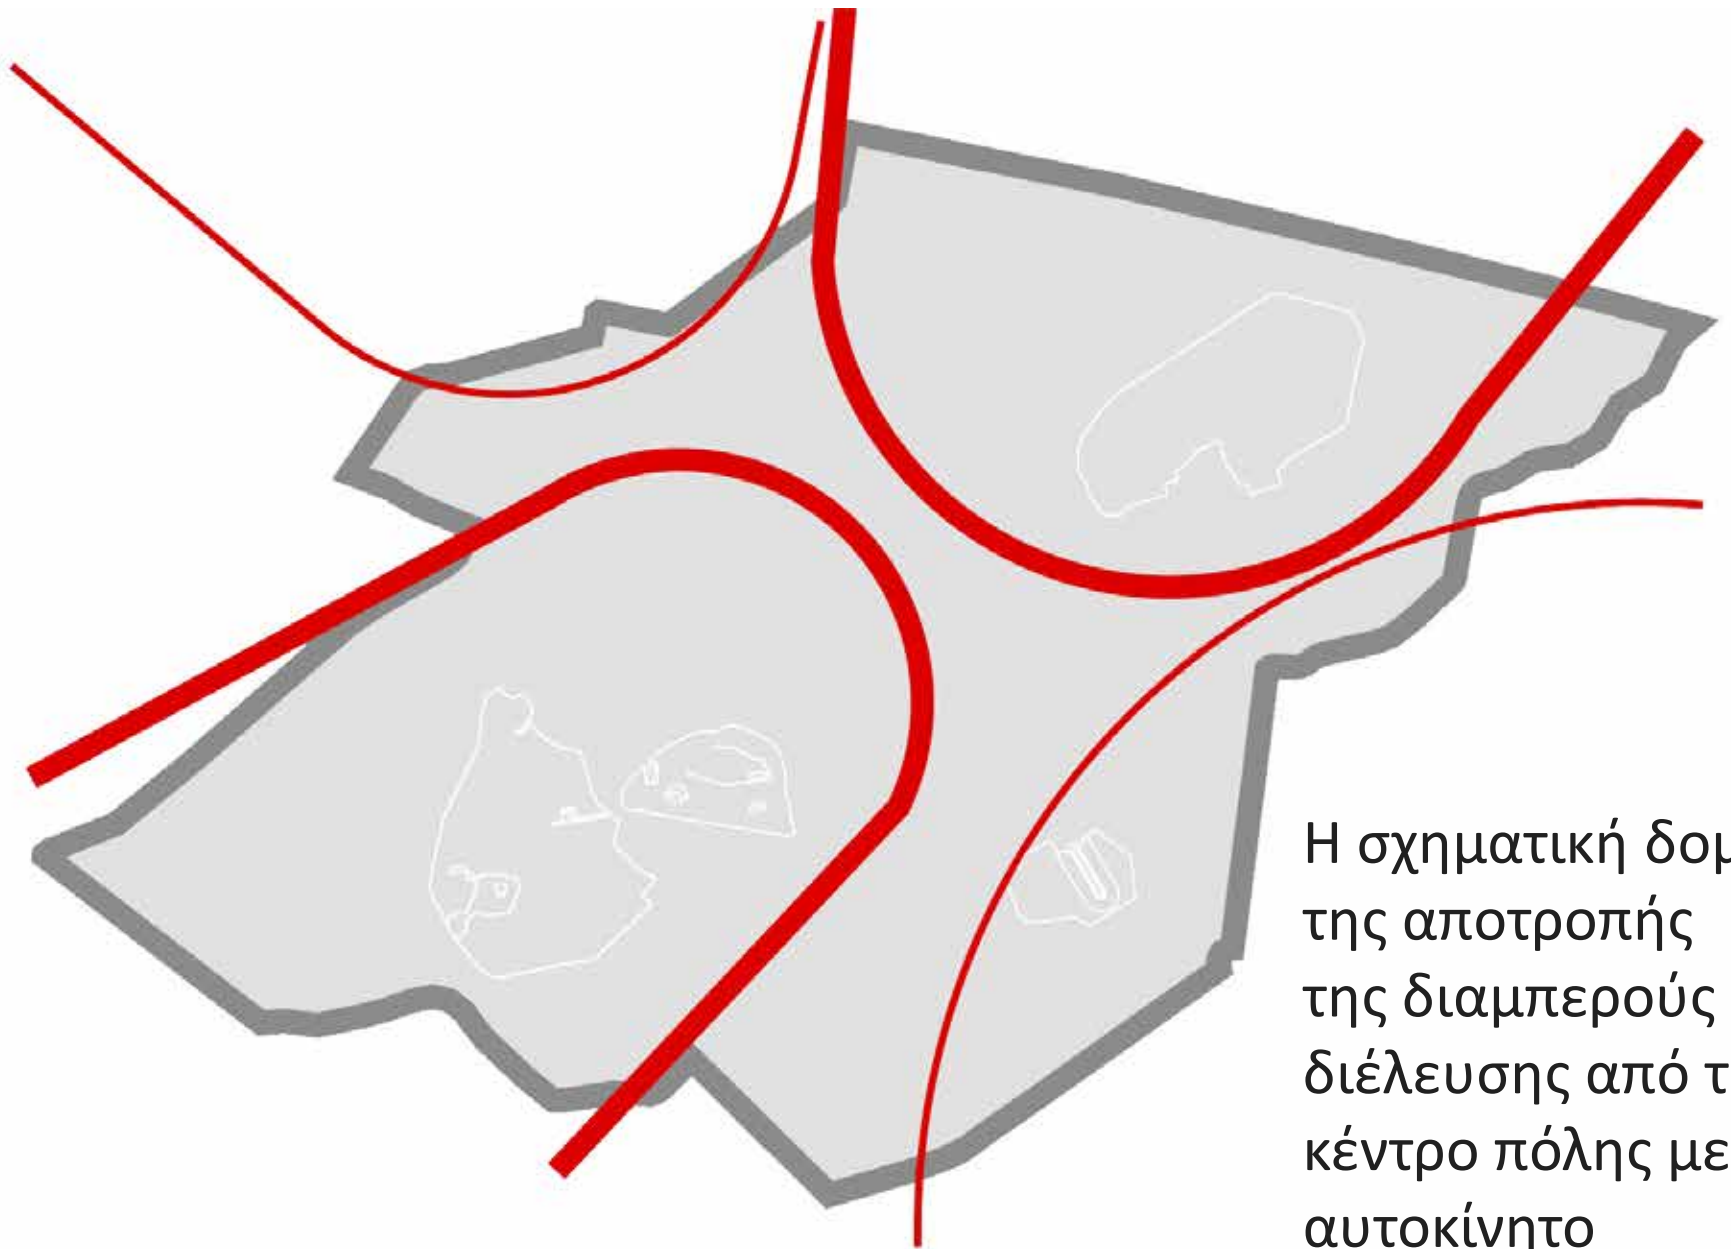 Η σχηματική δομ
της αποτροπής
της διαμπερούς
διέλευσης από τ
κέντρο πόλης με
αυτοκίνητο